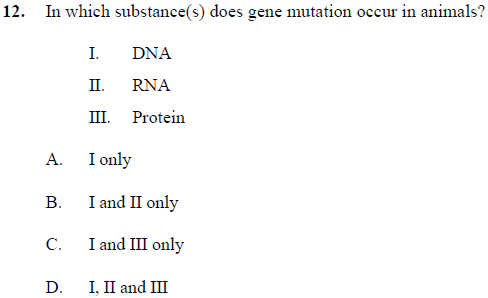 12. In which substance(s) does gene mutation occur in animals?
I. DNA
II. RNA
III. Protein
A. I only
B. I and II only
C. I and III only
D. I, II and III